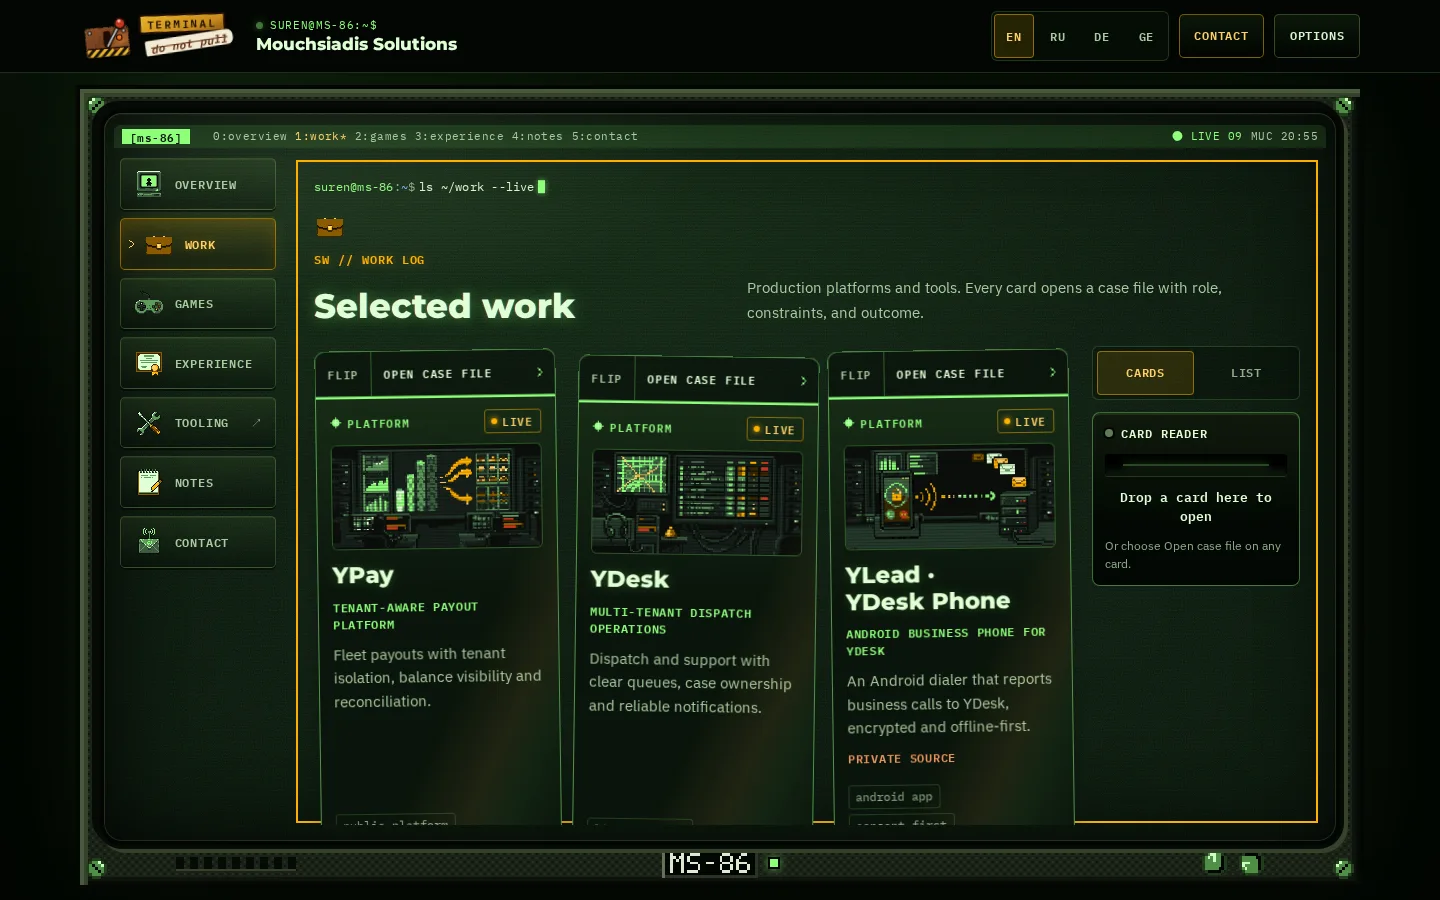 TERMINAL
do not pull
SUREN@MS-86:~$
Mouchsiadis Solutions
EN RU DE GE
CONTACT
OPTIONS
[ms-86]
0:overview 1:work* 2:games 3:experience 4:notes 5:contact
LIVE 09 MUC 20:55
OVERVIEW
WORK
GAMES
EXPERIENCE
TOOLING
NOTES
CONTACT
suren@ms-86:~$ ls ~/work --live
SW // WORK LOG
Selected work
Production platforms and tools. Every card opens a case file with role,
constraints, and outcome.
FLIP OPEN CASE FILE
PLATFORM
LIVE
YPay
TENANT-AWARE PAYOUT
PLATFORM
Fleet payouts with tenant
isolation, balance visibility and
reconciliation.
public platform
FLIP OPEN CASE FILE
PLATFORM
LIVE
YDesk
MULTI-TENANT DISPATCH
OPERATIONS
Dispatch and support with
clear queues, case ownership
and reliable notifications.
FLIP OPEN CASE FILE
PLATFORM
LIVE
YLead ·
YDesk Phone
ANDROID BUSINESS PHONE FOR
YDESK
An Android dialer that reports
business calls to YDesk,
encrypted and offline-first.
PRIVATE SOURCE
android app
consent-first
CARDS
LIST
CARD READER
Drop a card here to
open
Or choose Open case file on any
card.
MS-86